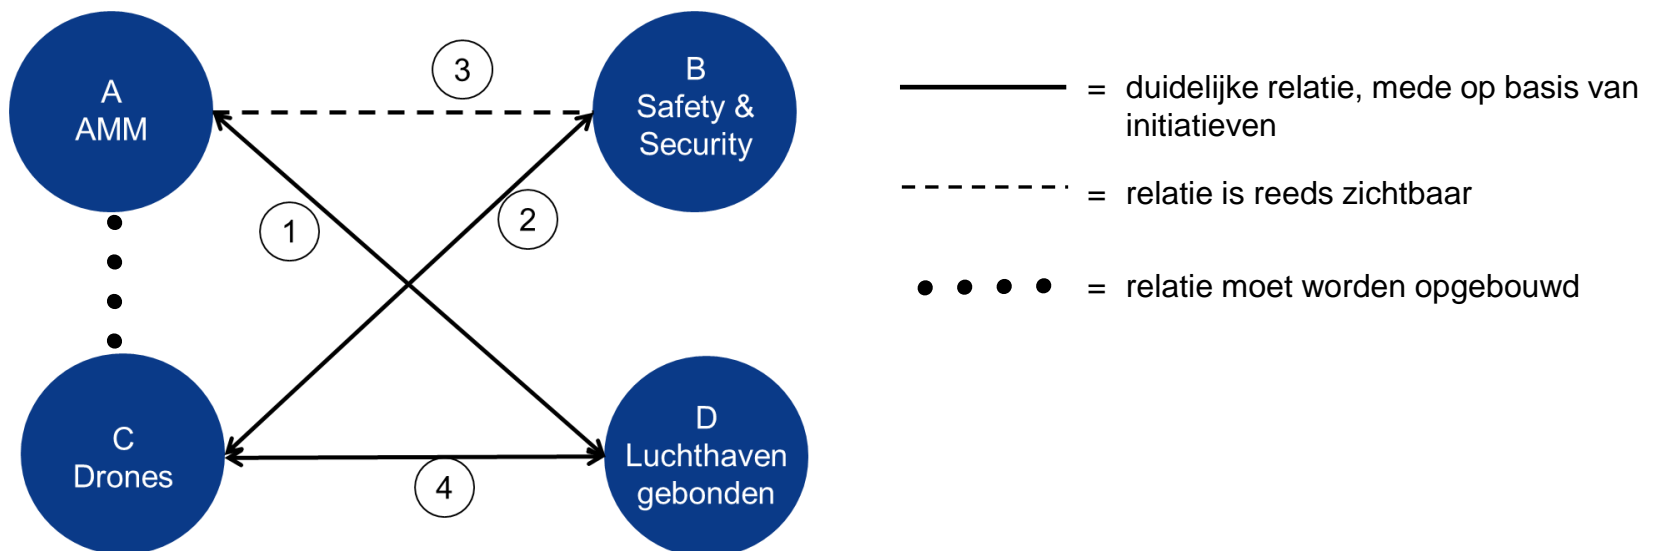 A
AMM
3
B
Safety &
Security
1
2
C
Drones
4
D
Luchthaven
gebonden
= duidelijke relatie, mede op basis van
initiatieven
= relatie is reeds zichtbaar
= relatie moet worden opgebouwd